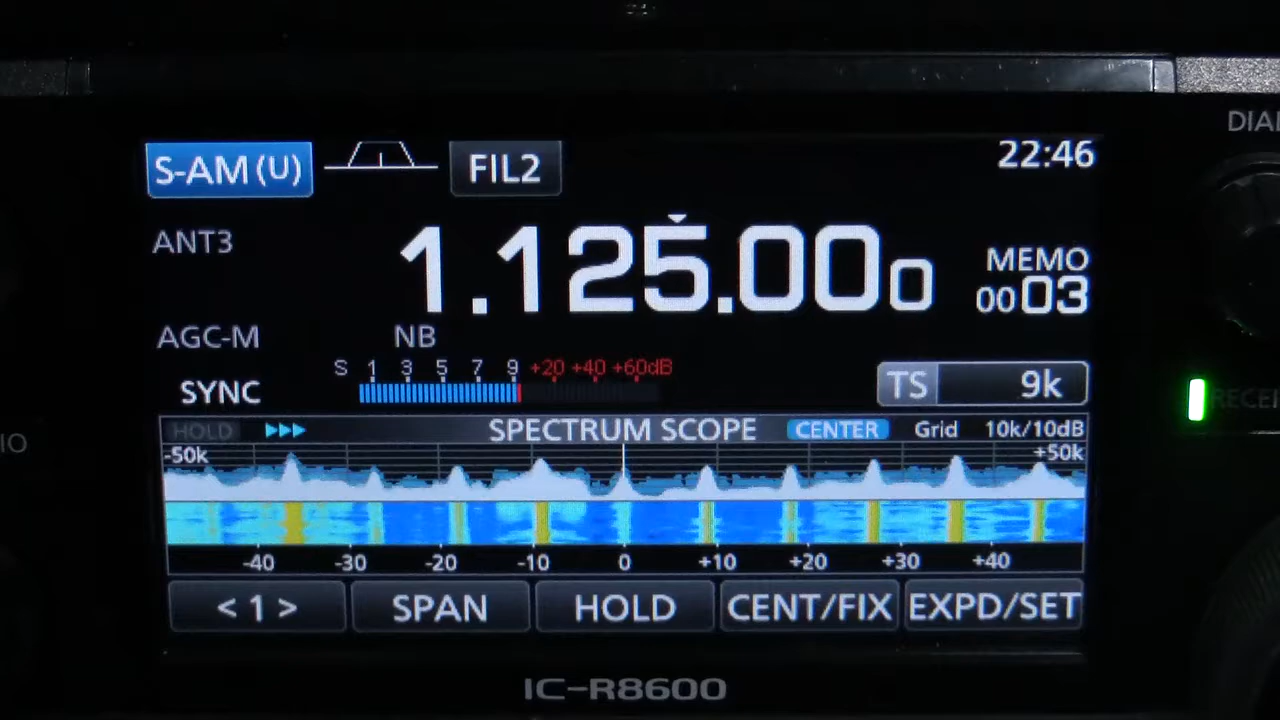 DIA
S-AM(U) FIL2 22:46
ANT3 1.125.000 MEMO
0003
AGC-M NB
S 1 3 5 7 9 +20 +40 +60dB
SYNC TS 9k
HOLD SPECTRUM SCOPE CENTER Grid 10k/10dB
-50k +50k
-40 -30 -20 -10 0 +10 +20 +30 +40
<1> SPAN HOLD CENT/FIX EXPD/SET
IC-R8600